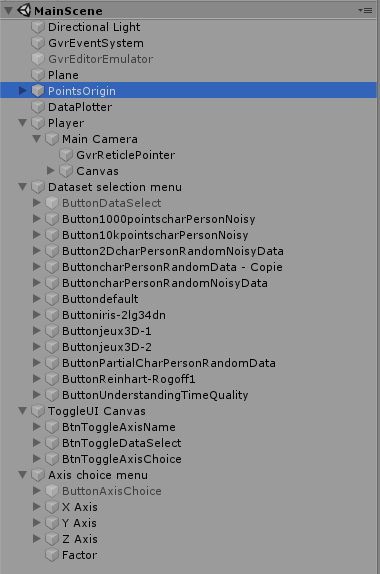 MainScene
Directional Light
GvrEventSystem
GvrEditorEmulator
Plane
PointsOrigin
DataPlotter
Player
Main Camera
GvrReticlePointer
Canvas
Dataset selection menu
ButtonDataSelect
Button1000pointscharPersonNoisy
Button10kpointscharPersonNoisy
Button2DcharPersonRandomNoisyData
ButtoncharPersonRandomData - Copie
ButtoncharPersonRandomNoisyData
Buttondefault
Buttoniris-2lg34dn
Buttonjeux3D-1
Buttonjeux3D-2
ButtonPartialCharPersonRandomData
ButtonReinhart-Rogoff1
ButtonUnderstandingTimeQuality
ToggleUI Canvas
BtnToggleAxisName
BtnToggleDataSelect
BtnToggleAxisChoice
Axis choice menu
ButtonAxisChoice
X Axis
Y Axis
Z Axis
Factor